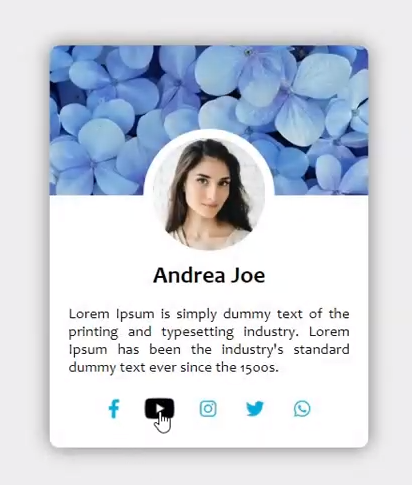 Andrea Joe
Lorem Ipsum is simply dummy text of the
printing and typesetting industry. Lorem
Ipsum has been the industry's standard
dummy text ever since the 1500s.